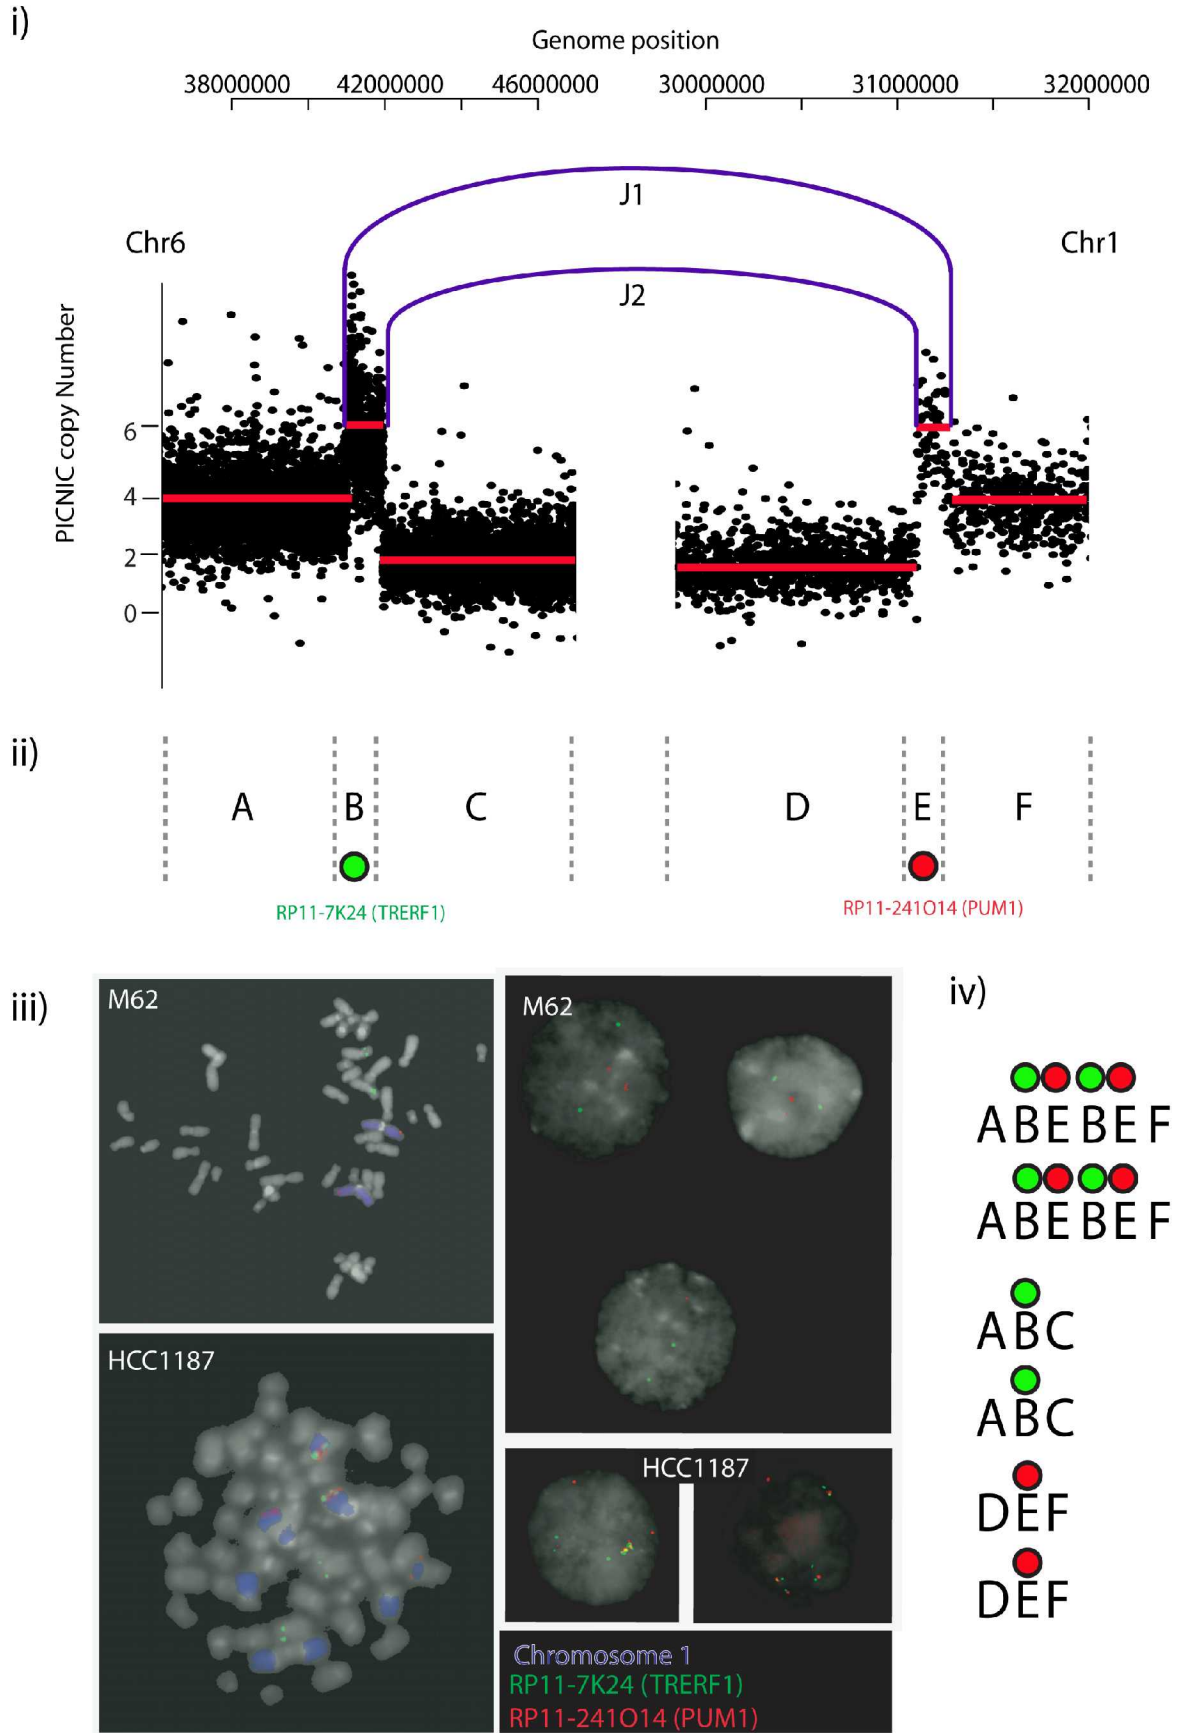 i)
Genome position
38000000 42000000 46000000 30000000 31000000 32000000
J1
Chr6 Chr1
J2
PICNIC copy Number
6
4
2
0
ii)
A B C D E F
RP11-7K24 (TRERF1) RP11-241O14 (PUM1)
iii)
M62
M62
iv)
ABEBEF
ABEBEF
HCC1187
ABC
ABC
HCC1187
DEF
DEF
Chromosome 1
RP11-7K24 (TRERF1)
RP11-241O14 (PUM1)